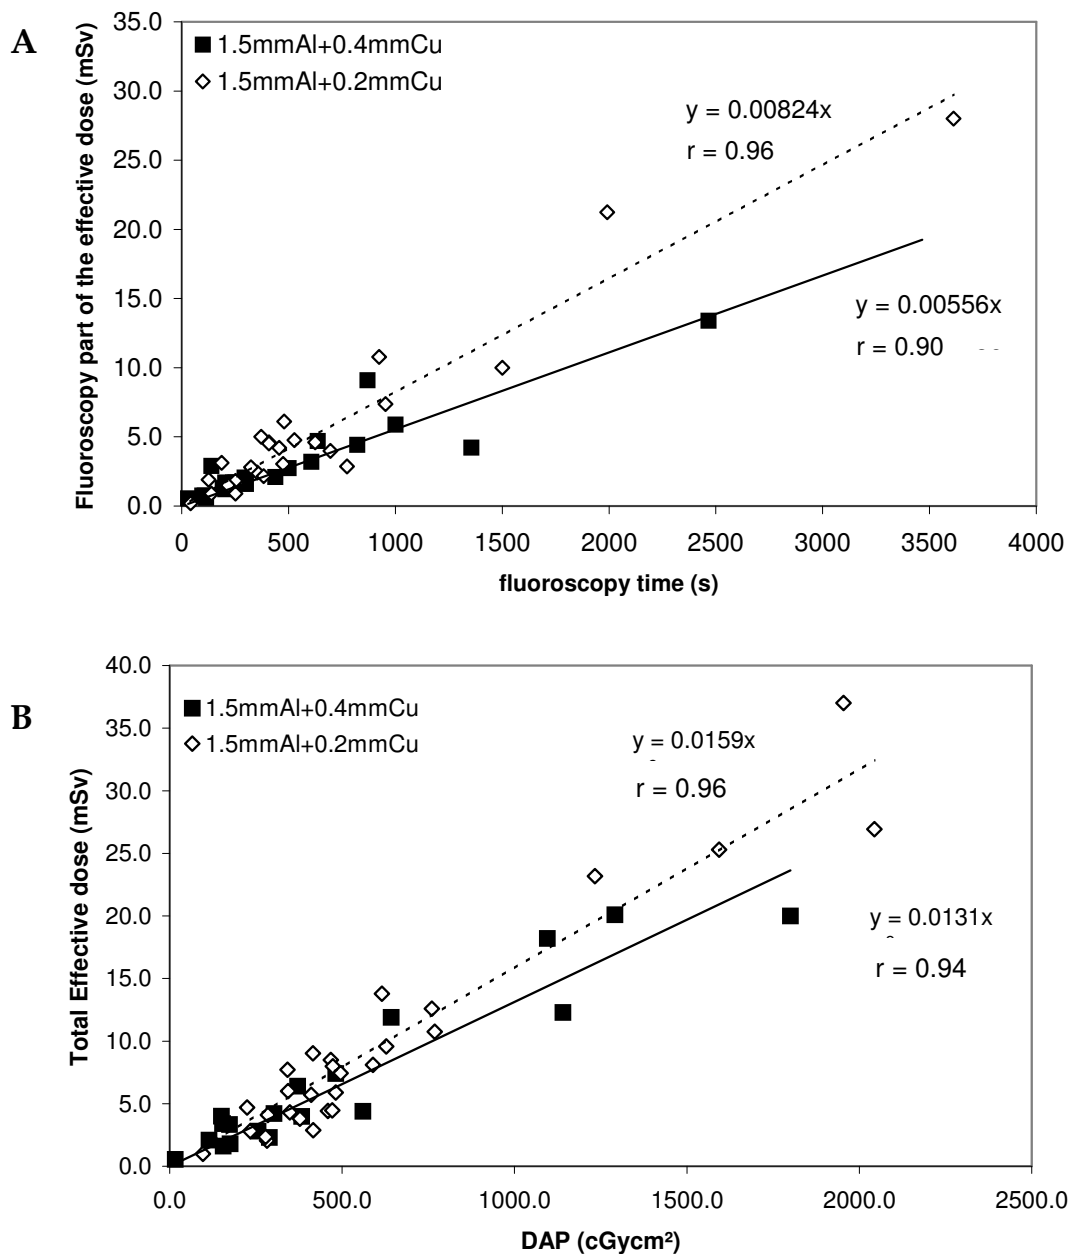 A
Fluoroscopy part of the effective dose (mSv)
35.0
30.0
25.0
20.0
15.0
10.0
5.0
0.0
1.5mmAl+0.4mmCu
1.5mmAl+0.2mmCu
y = 0.00824x
r = 0.96
y = 0.00556x
r = 0.90
0 500 1000 1500 2000 2500 3000 3500 4000
fluoroscopy time (s)
B
Total Effective dose (mSv)
40.0
35.0
30.0
25.0
20.0
15.0
10.0
5.0
0.0
1.5mmAl+0.4mmCu
1.5mmAl+0.2mmCu
y = 0.0159x
r = 0.96
y = 0.0131x
r = 0.94
0.0 500.0 1000.0 1500.0 2000.0 2500.0
DAP (cGycm²)